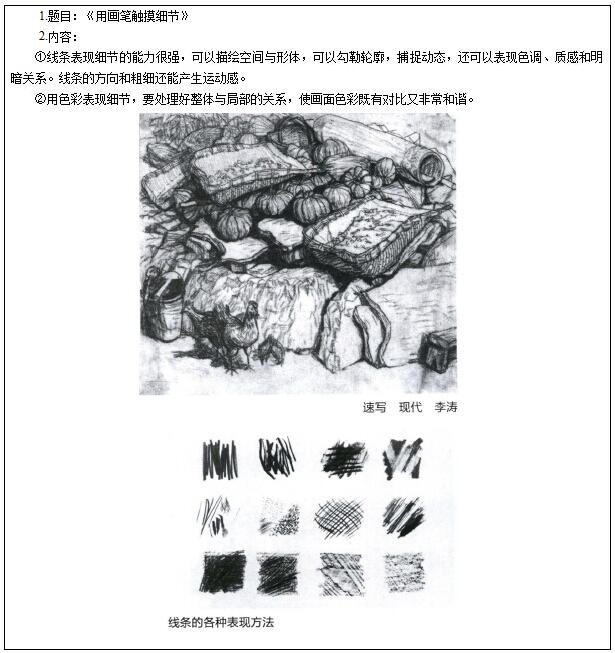 1.题目：《用画笔触摸细节》
2.内容：
①线条表现细节的能力很强，可以描绘空间与形体，可以勾勒轮廓，捕捉动态，还可以表现色调、质感和明
暗关系。线条的方向和粗细还能产生运动感。
②用色彩表现细节，要处理好整体与局部的关系，使画面色彩既有对比又非常和谐。
速写 现代 李涛
线条的各种表现方法